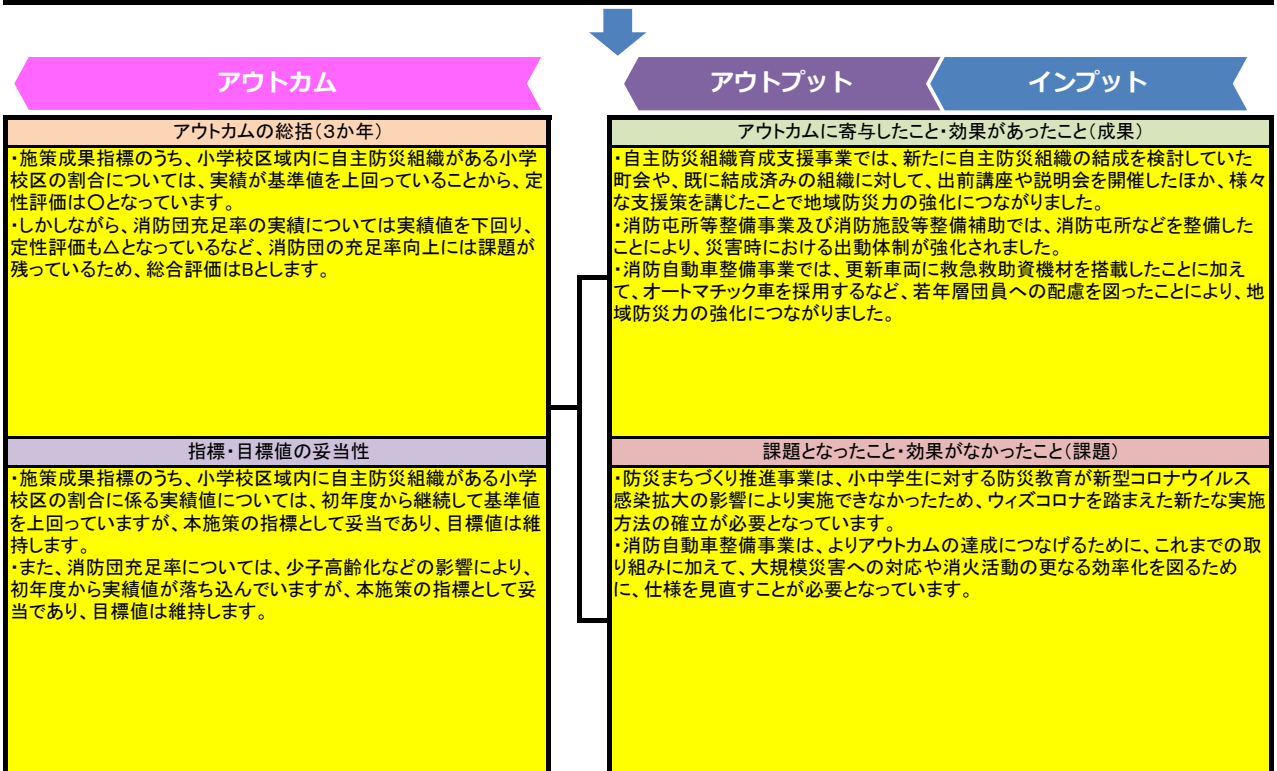 アウトカム
アウトプット
インプット
アウトカムの総括(3か年)
・施策成果指標のうち、小学校区域内に自主防災組織がある小学
校区の割合については、実績が基準値を上回っていることから、定
性評価は〇となっています。
・しかしながら、消防団充足率の実績については実績値を下回り、
定性評価も△となっているなど、消防団の充足率向上には課題が
残っているため、総合評価はBとします。
指標・目標値の妥当性
・施策成果指標のうち、小学校区域内に自主防災組織がある小学
校区の割合に係る実績値については、初年度から継続して基準値
を上回っていますが、本施策の指標として妥当であり、目標値は維
持します。
・また、消防団充足率については、少子高齢化などの影響により、
初年度から実績値が落ち込んでいますが、本施策の指標として妥
当であり、目標値は維持します。
アウトカムに寄与したこと・効果があったこと(成果)
・自主防災組織育成支援事業では、新たに自主防災組織の結成を検討していた
町会や、既に結成済みの組織に対して、出前講座や説明会を開催したほか、様々
な支援策を講じたことで地域防災力の強化につながりました。
・消防屯所等整備事業及び消防施設等整備補助では、消防屯所などを整備した
ことにより、災害時における出動体制が強化されました。
・消防自動車整備事業では、更新車両に救急救助資機材を搭載したことに加え
て、オートマチック車を採用するなど、若年層団員への配慮を図ったことにより、地
域防災力の強化につながりました。
課題となったこと・効果がなかったこと(課題)
・防災まちづくり推進事業は、小中学生に対する防災教育が新型コロナウイルス
感染拡大の影響により実施できなかったため、ウィズコロナを踏まえた新たな実施
方法の確立が必要となっています。
・消防自動車整備事業は、よりアウトカムの達成につなげるために、これまでの取
り組みに加えて、大規模災害への対応や消火活動の更なる効率化を図るため
に、仕様を見直すことが必要となっています。